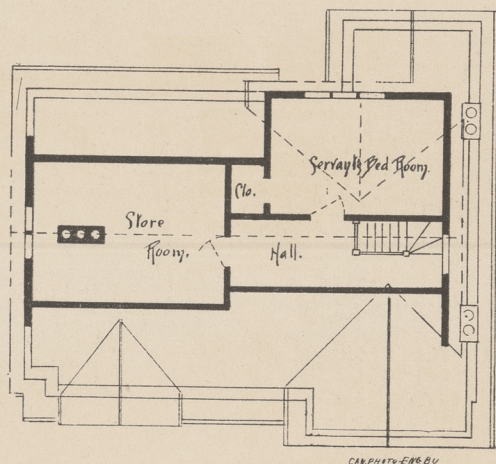 Servant's Bed Room.
Clo.
Store
Room.
Hall.
CAN. PHOTO-ENG. BU